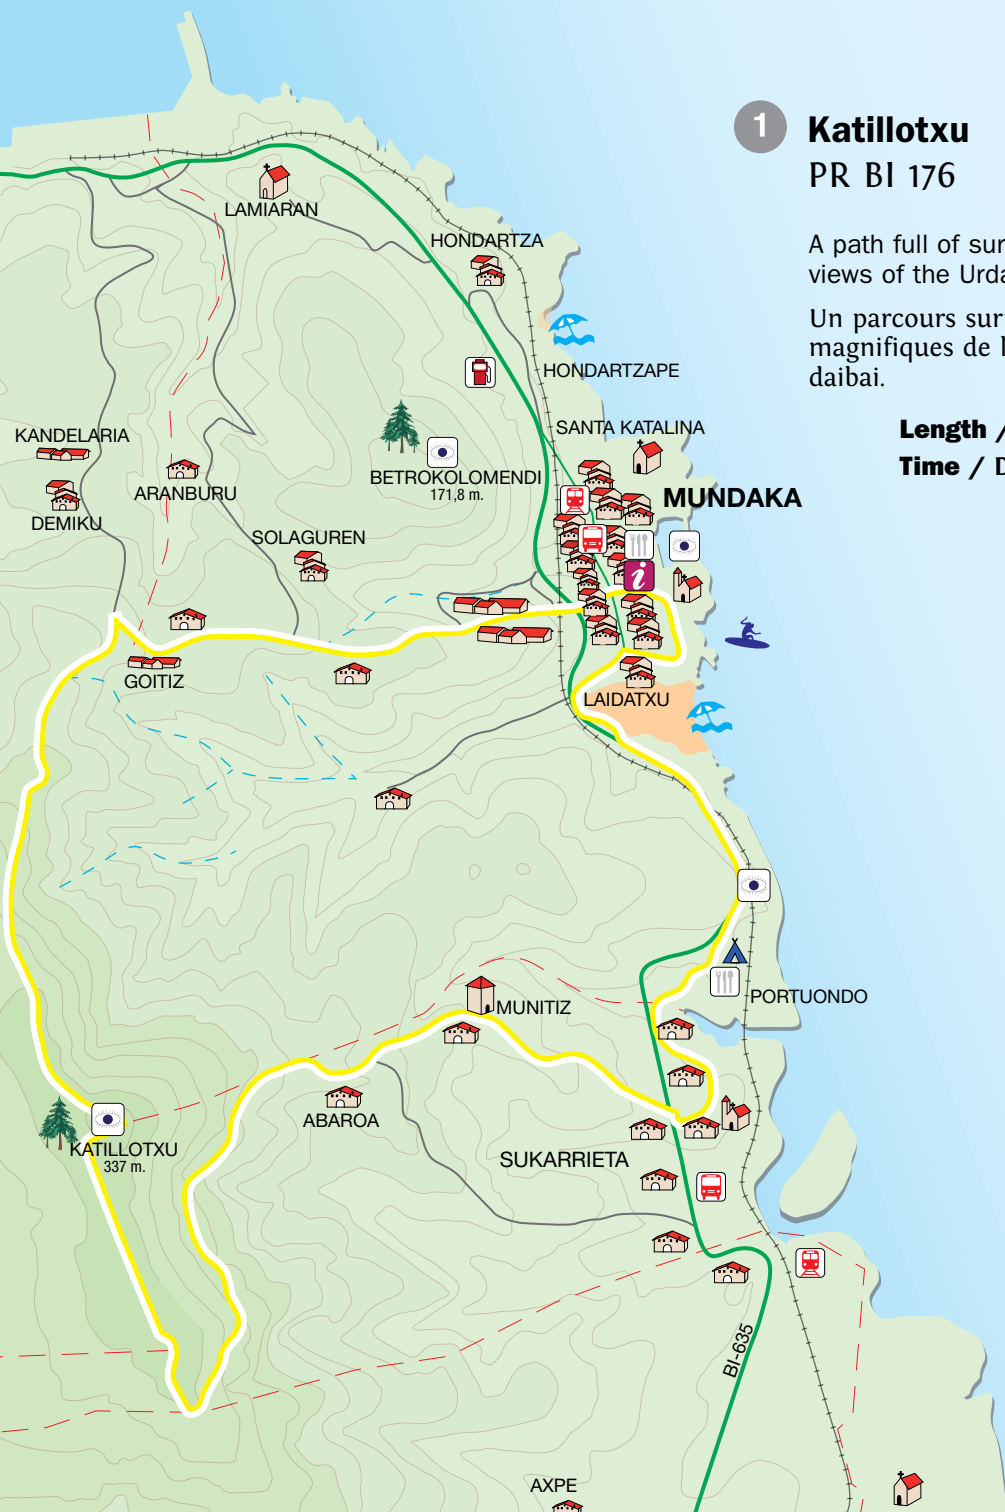 1
Katillotxu
PR BI 176
A path full of sur
views of the Urda
Un parcours sur
magnifiques de l
daibai.
Length /
Time / D
LAMIARAN
HONDARTZA
HONDARTZAPE
SANTA KATALINA
KANDELARIA
BETROKOLOMENDI
171,8 m.
ARANBURU
MUNDAKA
DEMIKU
SOLAGUREN
i
GOITIZ
LAIDATXU
PORTUONDO
MUNITIZ
ABAROA
KATILLOTXU
337 m.
SUKARRIETA
BI-635
AXPE